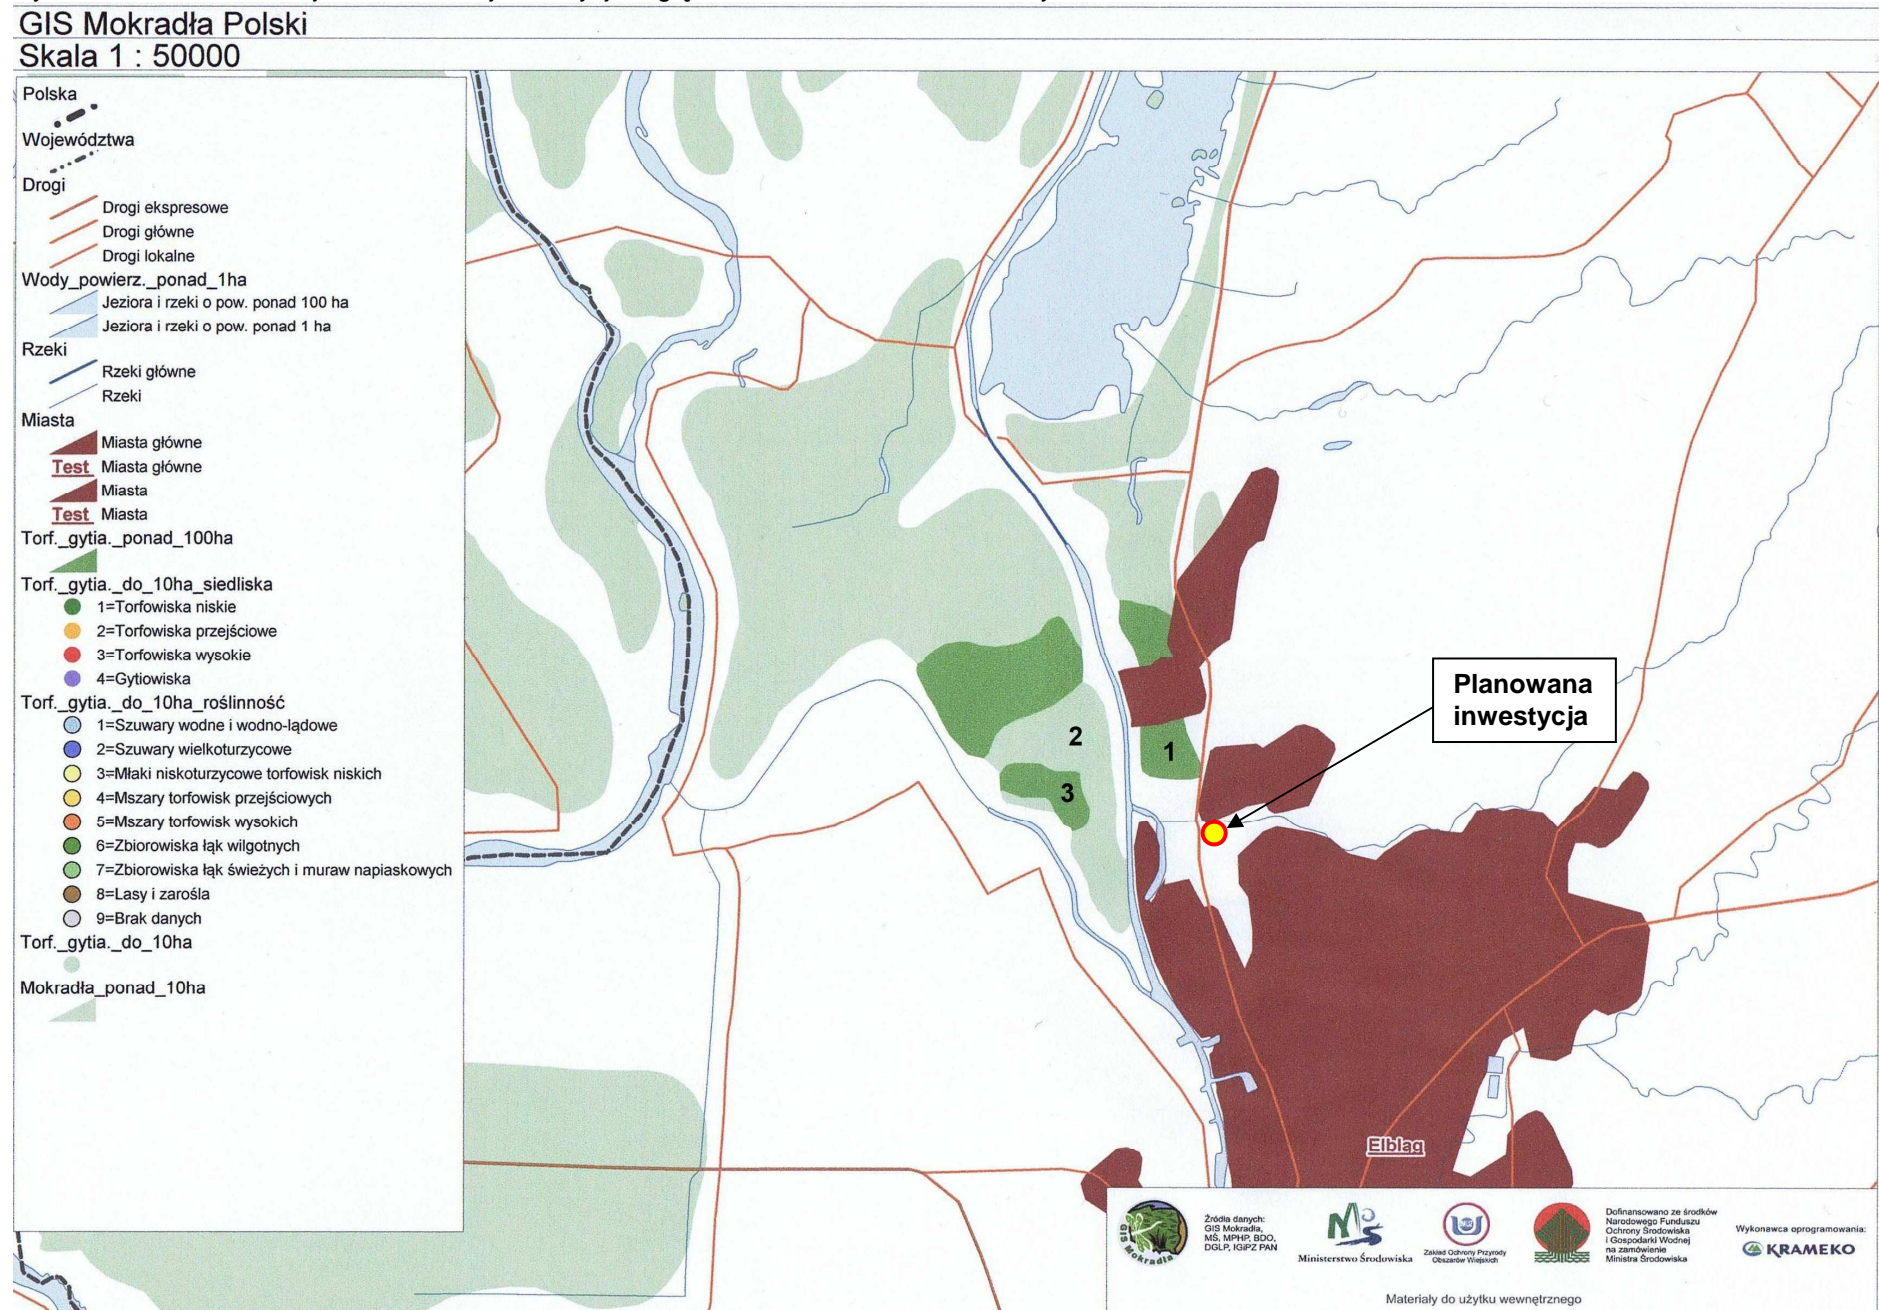 GIS Mokradła Polski
Skala 1 : 50000
Polska
Województwa
Drogi
Drogi ekspresowe
Drogi główne
Drogi lokalne
Wody_powierz._ponad_1ha
Jeziora i rzeki o pow. ponad 100 ha
Jeziora i rzeki o pow. ponad 1 ha
Rzeki
Rzeki główne
Rzeki
Miasta
Miasta główne
Test Miasta główne
Miasta
Test Miasta
Torf._gytia._ponad_100ha
Torf._gytia._do_10ha_siedliska
1=Torfowiska niskie
2=Torfowiska przejściowe
3=Torfowiska wysokie
4=Gytiowiska
Torf._gytia._do_10ha_roślinność
1=Szuwary wodne i wodno-lądowe
2=Szuwary wielkoturzycowe
3=Młaki niskoturzycowe torfowisk niskich
4=Mszary torfowisk przejściowych
5=Mszary torfowisk wysokich
6=Zbiorowiska łąk wilgotnych
7=Zbiorowiska łąk świeżych i muraw napiaskowych
8=Lasy i zarośla
9=Brak danych
Torf._gytia._do_10ha
Mokradła_ponad_10ha
Planowana
inwestycja
2
1
3
Elbląg
GIS Mokradła
Źródła danych:
GIS Mokradła,
MŚ, MPHP, BDO,
DGLP, IGiPZ PAN
Ministerstwo Środowiska
Zakład Ochrony Przyrody
Obszarów Wiejskich
Dofinansowano ze środków
Narodowego Funduszu
Ochrony Środowiska
i Gospodarki Wodnej
na zamówienie
Ministra Środowiska
Wykonawca oprogramowania:
KRAMEKO
Materiały do użytku wewnętrznego